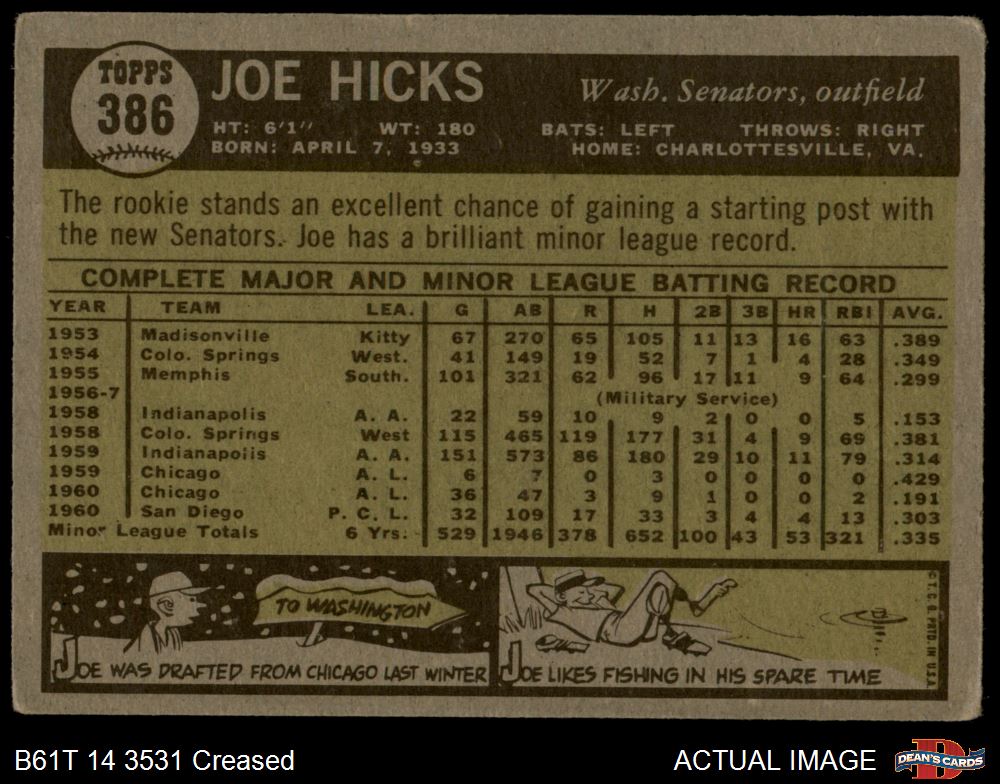 TOPPS
386
JOE HICKS
Wash. Senators, outfield
HT: 6'1" WT: 180 BATS: LEFT THROWS: RIGHT
BORN: APRIL 7, 1933 HOME: CHARLOTTESVILLE, VA.
The rookie stands an excellent chance of gaining a starting post with
the new Senators. Joe has a brilliant minor league record.
COMPLETE MAJOR AND MINOR LEAGUE BATTING RECORD
YEAR TEAM LEA. G AB R H 2B 3B HR RBI AVG.
1953 Madisonville Kitty 67 270 65 105 11 13 16 63 .389
1954 Colo. Springs West. 41 149 19 52 7 1 4 28 .349
1955 Memphis South. 101 321 62 96 17 11 9 64 .299
1956-7 (Military Service)
1958 Indianapolis A. A. 22 59 10 9 2 0 0 5 .153
1958 Colo. Springs West 115 465 119 177 31 4 9 69 .381
1959 Indianapolis A. A. 151 573 86 180 29 10 11 79 .314
1959 Chicago A. L. 6 7 0 3 0 0 0 0 .429
1960 Chicago A. L. 36 47 3 9 1 0 0 2 .191
1960 San Diego P. C. L. 32 109 17 33 3 4 4 13 .303
Minor League Totals 6 Yrs. 529 1946 378 652 100 43 53 321 .335
TO WASHINGTON
JOE WAS DRAFTED FROM CHICAGO LAST WINTER
JOE LIKES FISHING IN HIS SPARE TIME
© T. C. G. PRTD. IN U.S.A.
B61T 14 3531 Creased
ACTUAL IMAGE
DEAN'S CARDS